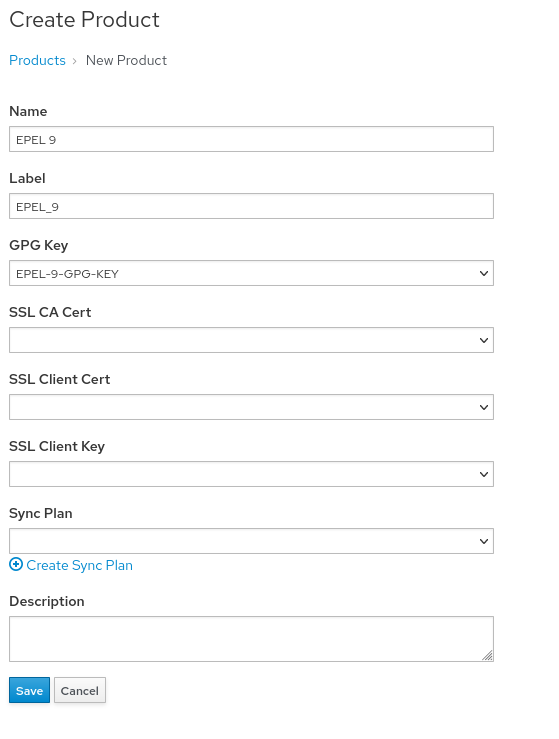 Create Product
Products › New Product
Name
EPEL 9
Label
EPEL_9
GPG Key
EPEL-9-GPG-KEY
SSL CA Cert
SSL Client Cert
SSL Client Key
Sync Plan
Create Sync Plan
Description
Save Cancel